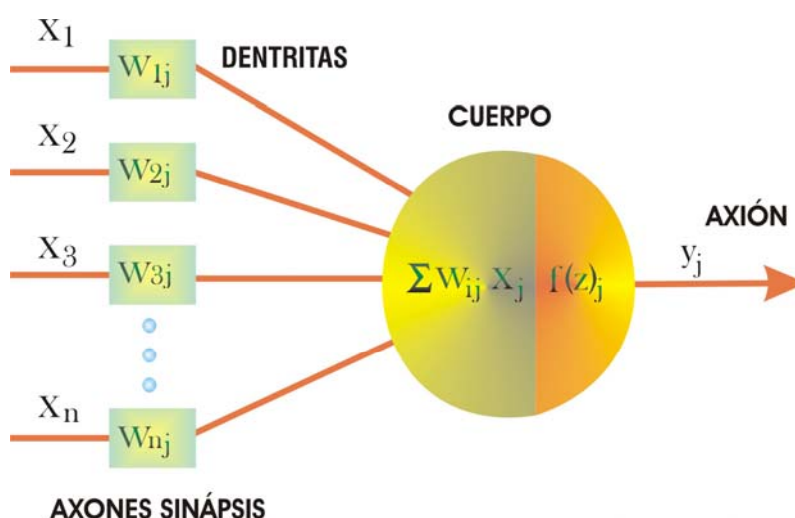 X1
W1j
DENTRITAS
CUERPO
X2
W2j
AXIÓN
X3
W3j
ΣWij Xj f(z)j
yj
Xn
Wnj
AXONES SINÁPSIS